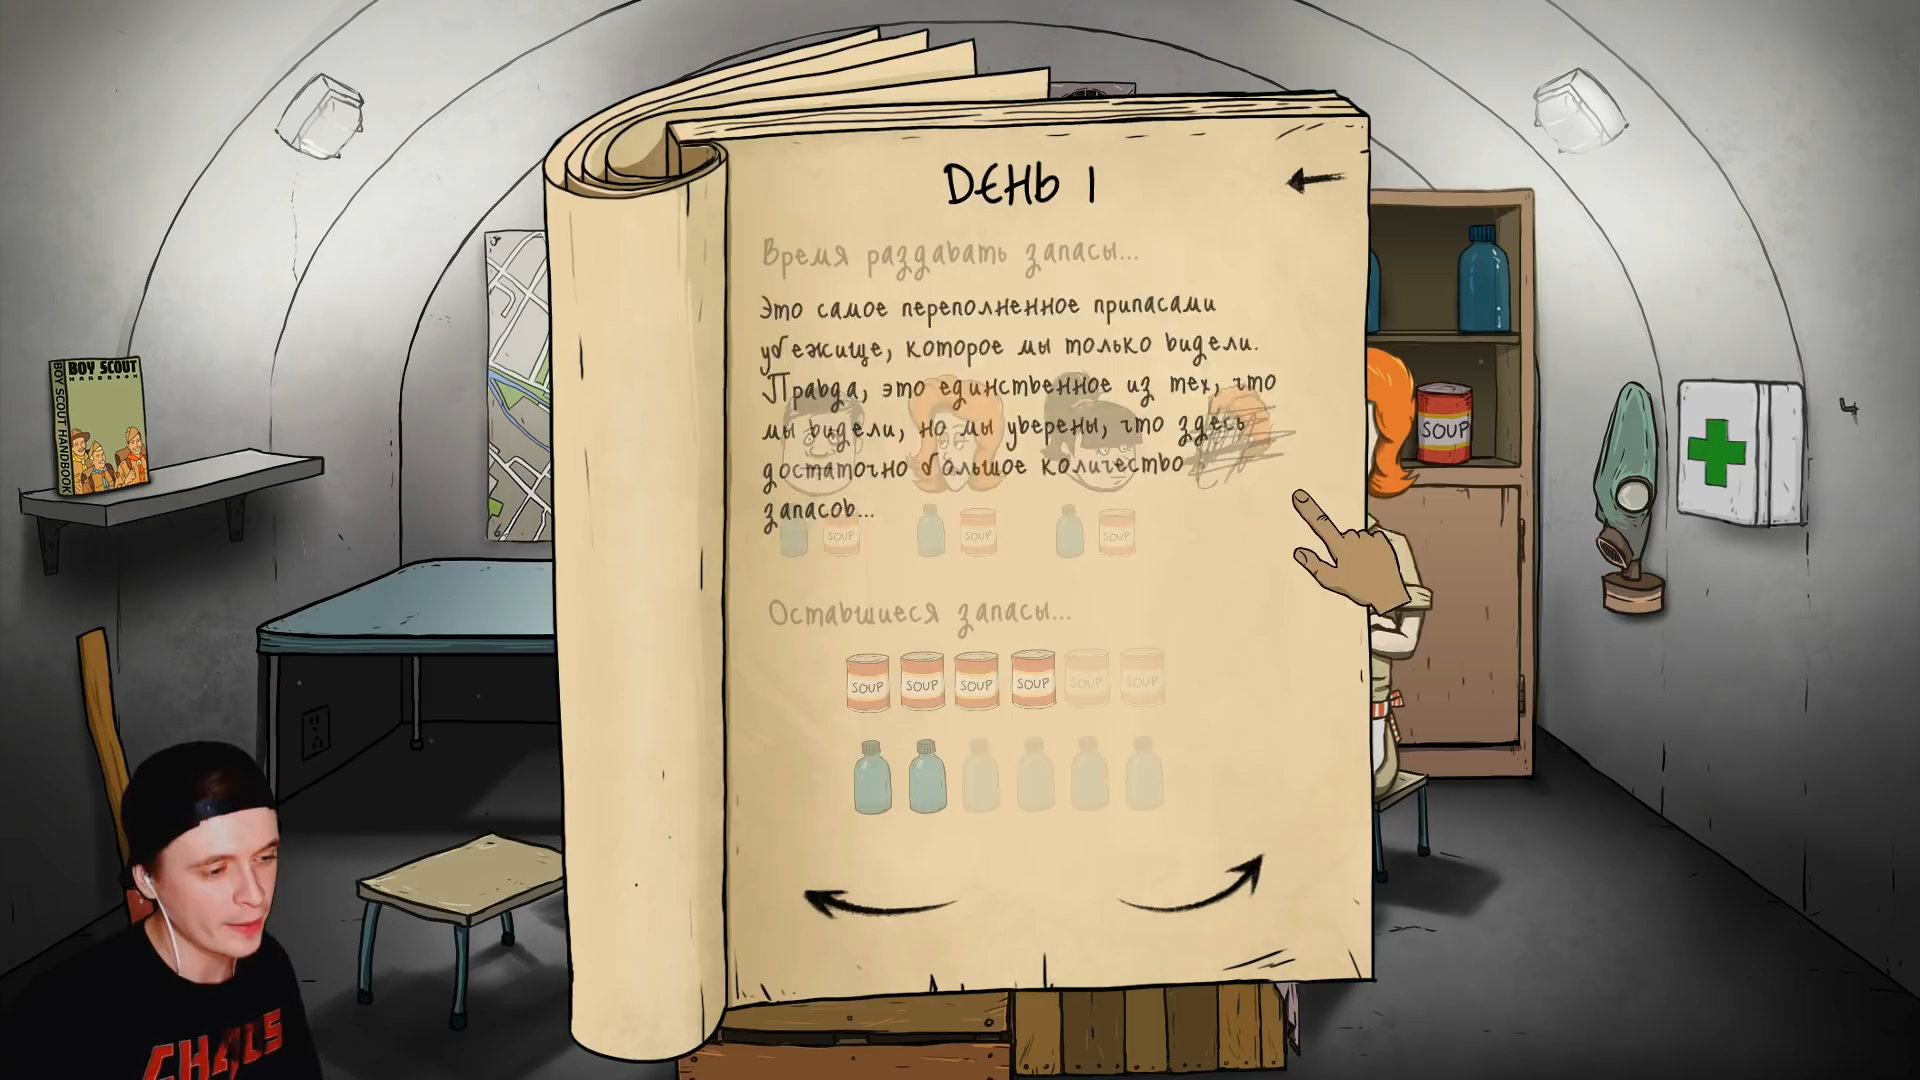 ДЕНЬ 1
Время раздавать запасы...
Это самое переполненное припасами
убежище, которое мы только видели.
Правда, это единственное из тех, что
мы видели, но мы уверены, что здесь
достаточно большое количество
запасов...
SOUP SOUP SOUP
Оставшиеся запасы...
SOUP SOUP SOUP SOUP SOUP SOUP
BOY SCOUT
HANDBOOK
BOY SCOUT HANDBOOK
SOUP
CHAOS